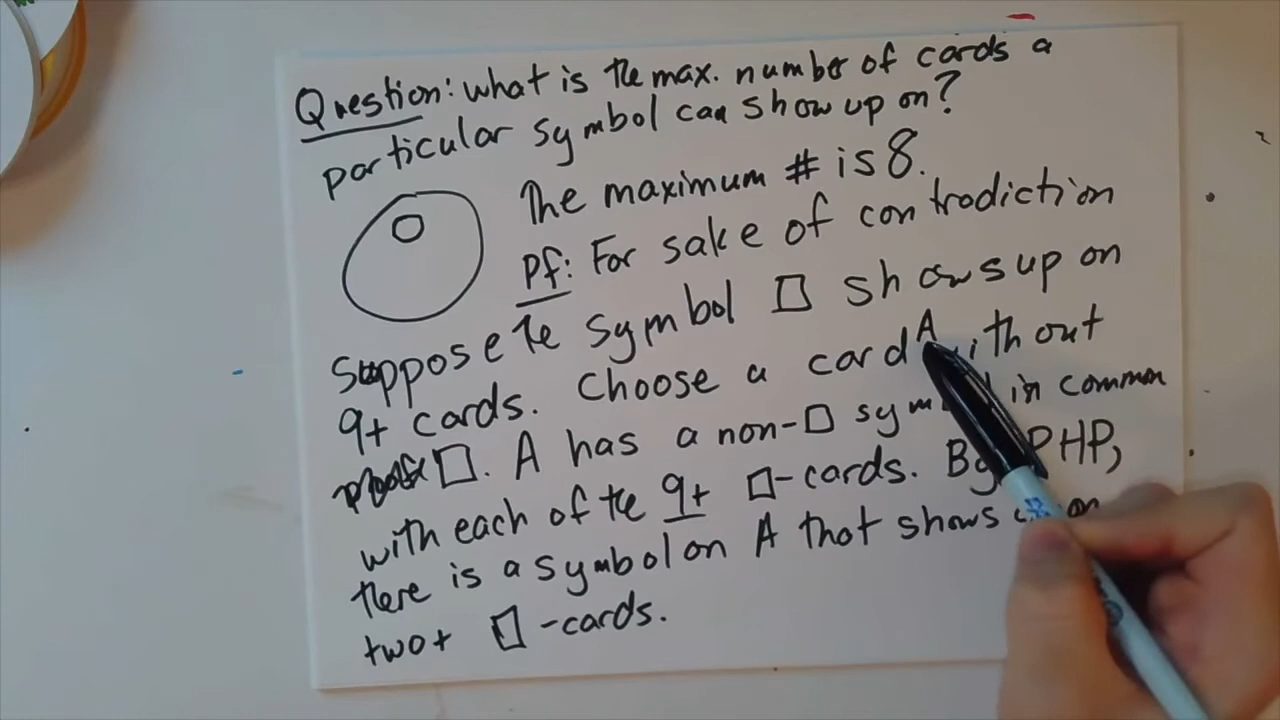 Question: what is the max. number of cards a
particular symbol can show up on?
The maximum # is 8.
Pf: For sake of contradiction
Suppose the symbol □ shows up on
9+ cards. Choose a card A without
□. A has a non-□ symbol in common
with each of the 9+ □-cards. By PHP,
there is a symbol on A that shows on
two+ □-cards.